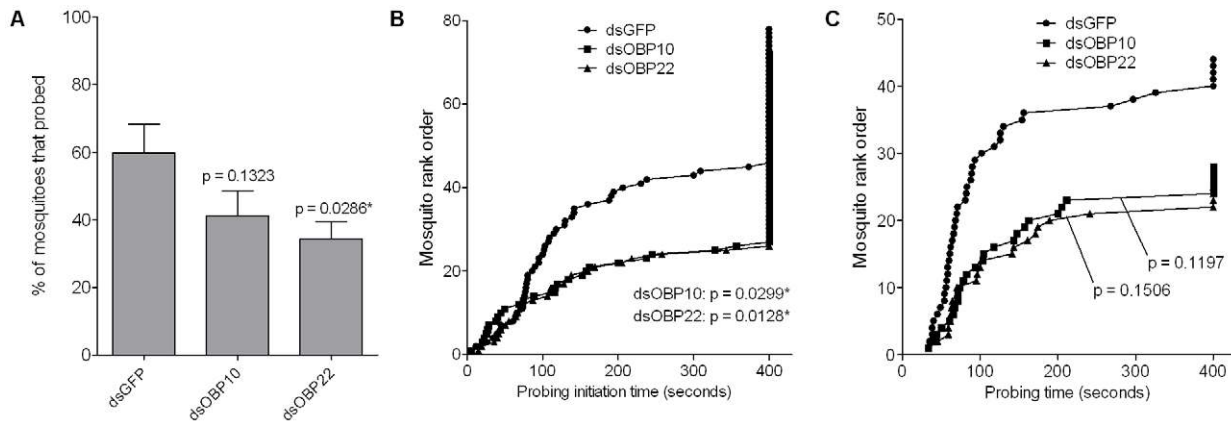 A
% of mosquitoes that probed
100
80
60
40
20
0
p = 0.1323
p = 0.0286*
dsGFP
dsOBP10
dsOBP22
B
Mosquito rank order
80
60
40
20
0
dsGFP
dsOBP10
dsOBP22
dsOBP10: p = 0.0299*
dsOBP22: p = 0.0128*
0 100 200 300 400
Probing initiation time (seconds)
C
Mosquito rank order
50
40
30
20
10
0
dsGFP
dsOBP10
dsOBP22
p = 0.1197
p = 0.1506
0 100 200 300 400
Probing time (seconds)